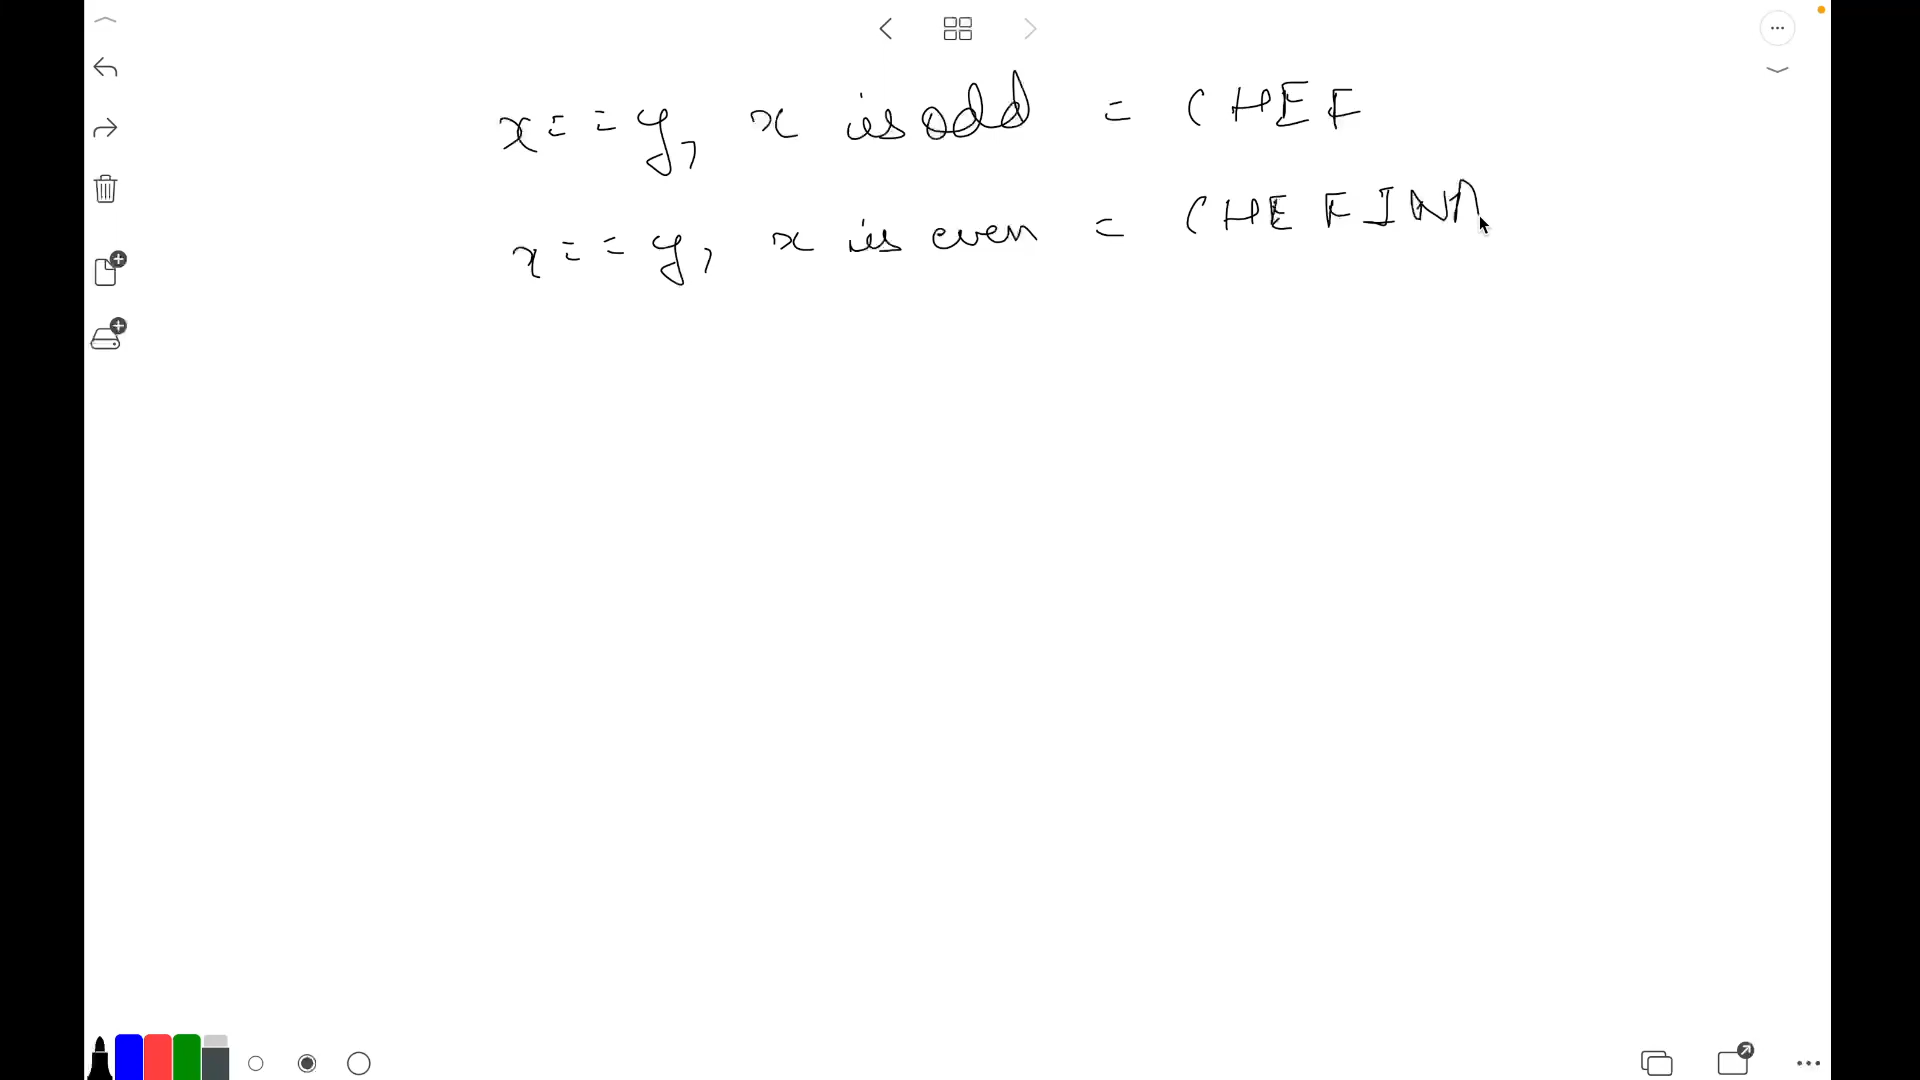 x==y, x is odd = CHEF
x==y, x is even = CHEFINA